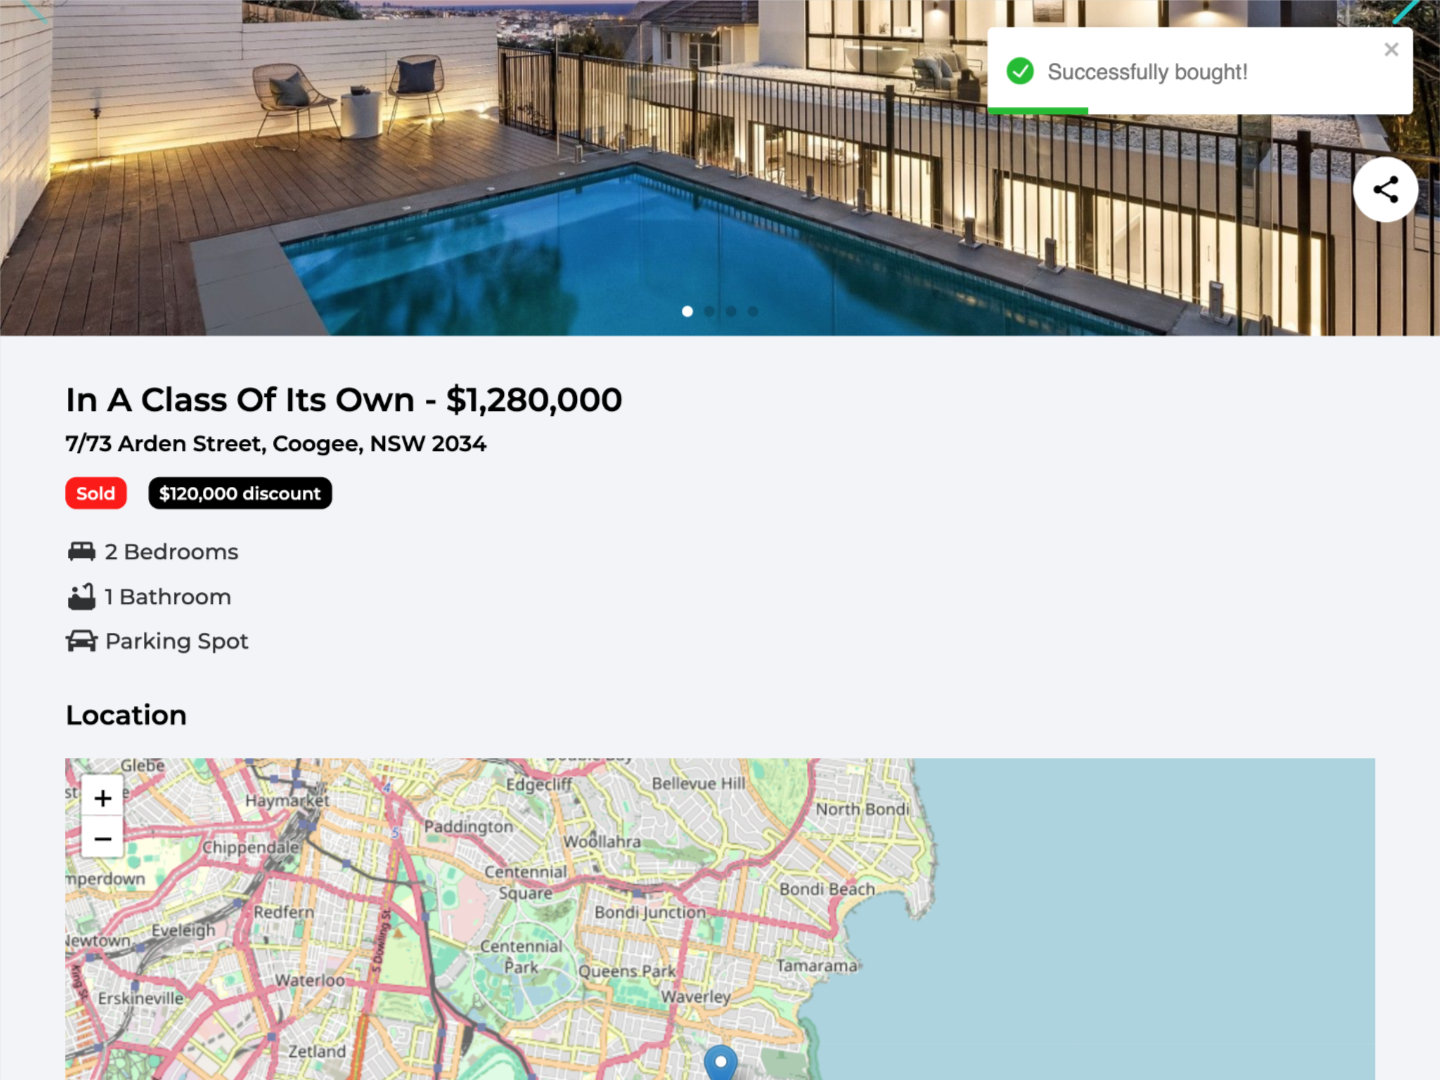 Successfully bought!
In A Class Of Its Own - $1,280,000
7/73 Arden Street, Coogee, NSW 2034
Sold
$120,000 discount
2 Bedrooms
1 Bathroom
Parking Spot
Location
+
−
Glebe
Haymarket
4
Edgecliff
Bellevue Hill
North Bondi
Paddington
5
Woollahra
Chippendale
Centennial
Square
mperdown
Bondi Beach
Redfern
Bondi Junction
Eveleigh
Newtown
S Dowling St
Centennial
Park
Queens Park
Tamarama
Waterloo
King St
Erskineville
Waverley
Zetland